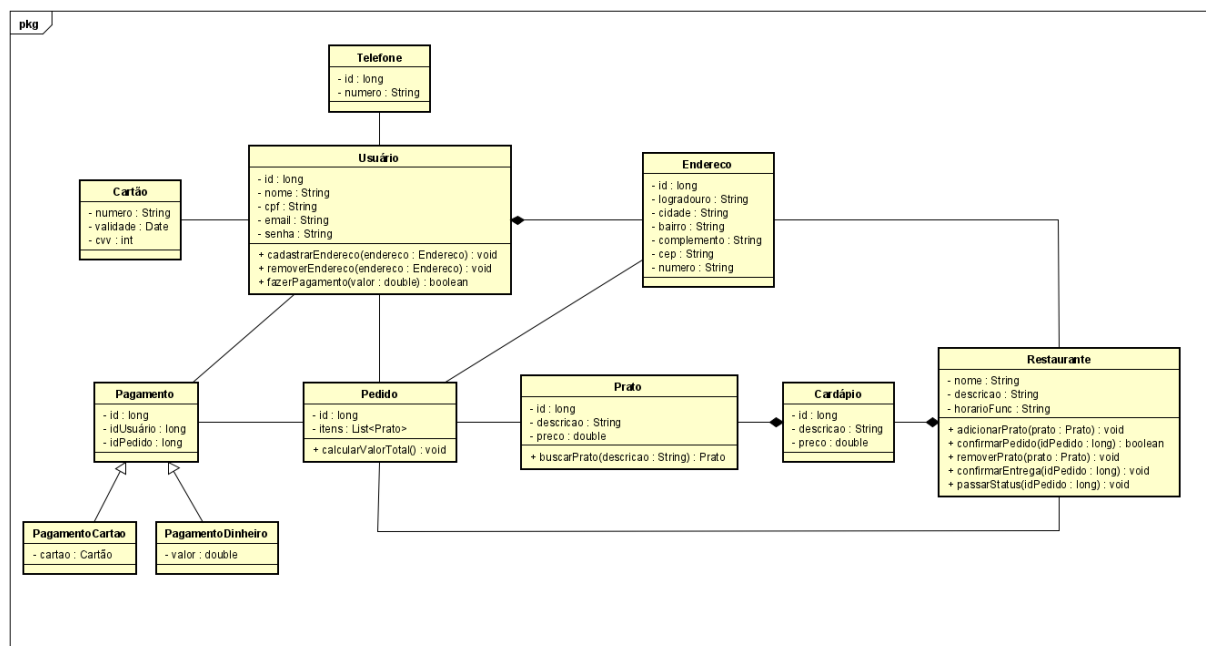 pkg
Telefone
- id : long
- numero : String
Usuário
- id : long
- nome : String
- cpf : String
- email : String
- senha : String
+ cadastrarEndereco(endereco : Endereco) : void
+ removerEndereco(endereco : Endereco) : void
+ fazerPagamento(valor : double) : boolean
Endereco
- id : long
- logradouro : String
- cidade : String
- bairro : String
- complemento : String
- cep : String
- numero : String
Cartão
- numero : String
- validade : Date
- cvv : int
Restaurante
- nome : String
- descricao : String
- horarioFunc : String
+ adicionarPrato(prato : Prato) : void
+ confirmarPedido(idPedido : long) : boolean
+ removerPrato(prato : Prato) : void
+ confirmarEntrega(idPedido : long) : void
+ passarStatus(idPedido : long) : void
Pagamento
- id : long
- idUsuário : long
- idPedido : long
Pedido
- id : long
- itens : List<Prato>
+ calcularValorTotal() : void
Prato
- id : long
- descricao : String
- preco : double
+ buscarPrato(descricao : String) : Prato
Cardápio
- id : long
- descricao : String
- preco : double
PagamentoCartao
- cartao : Cartão
PagamentoDinheiro
- valor : double